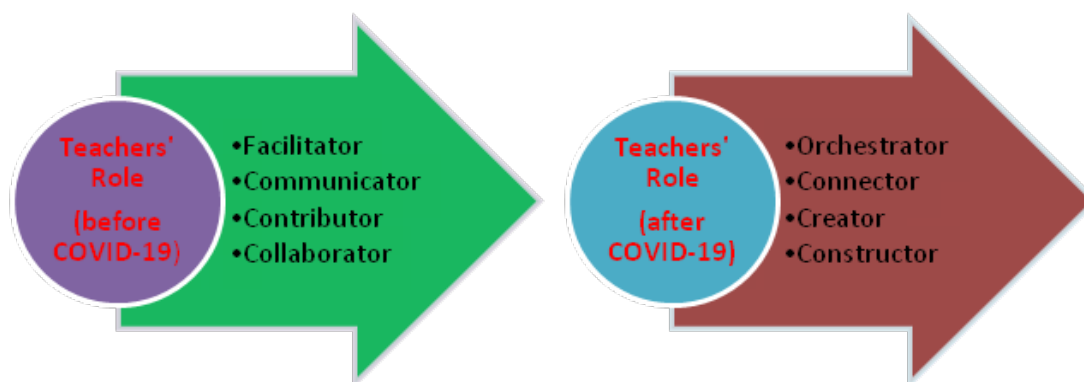 Teachers'
Role
(before
COVID-19)
•Facilitator
•Communicator
•Contributor
•Collaborator
Teachers'
Role
(after
COVID-19)
•Orchestrator
•Connector
•Creator
•Constructor